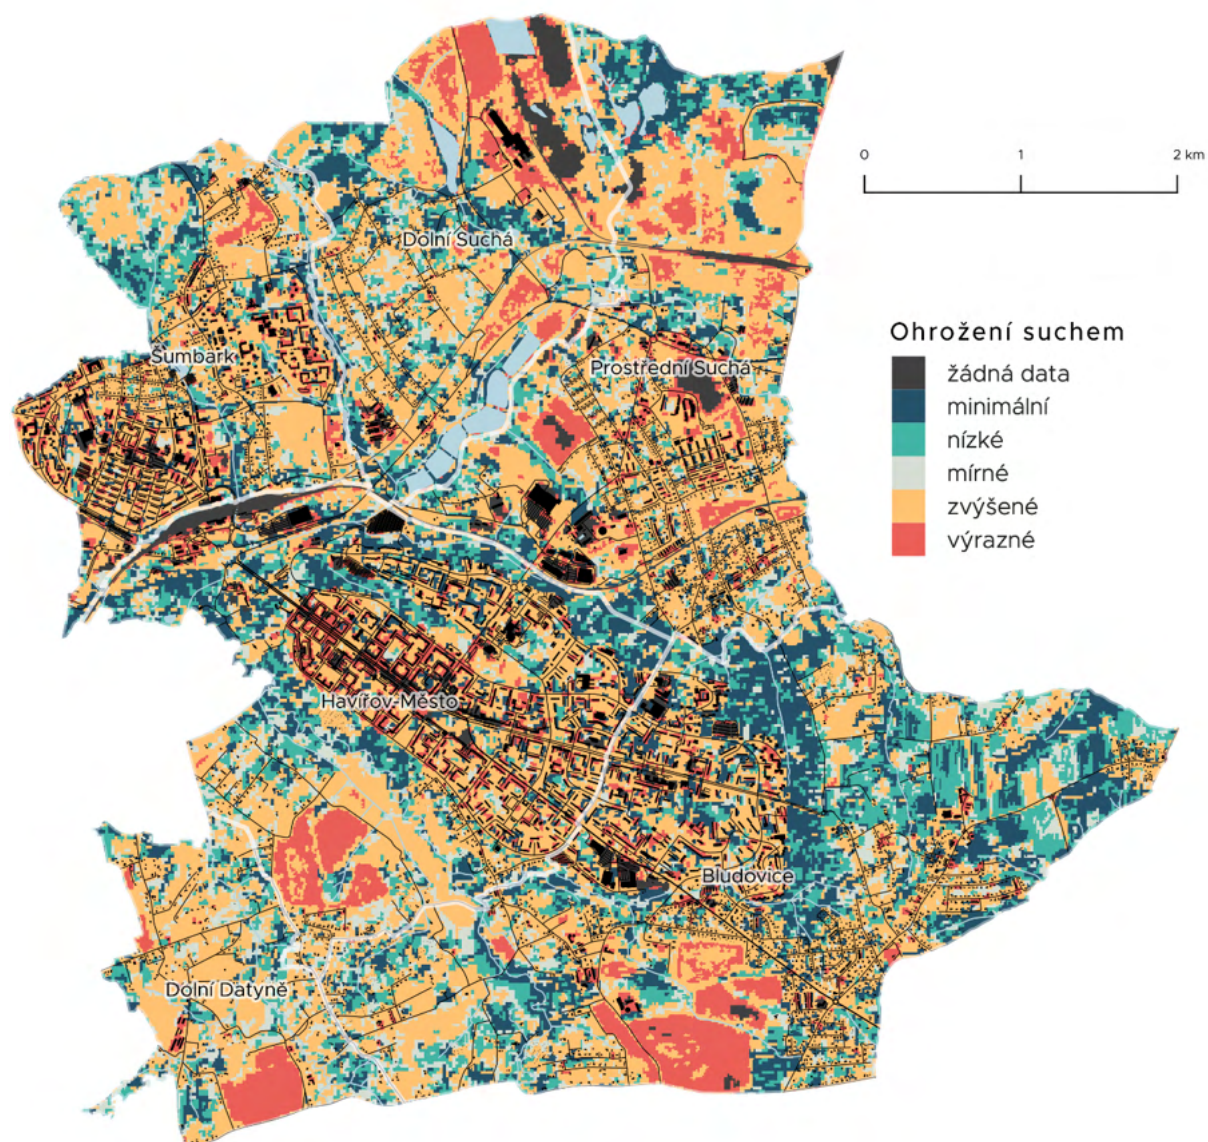 0 1 2 km
Dolní Suchá
Ohrožení suchem
žádná data
Šumbark
Prostřední Suchá
minimální
nízké
mírné
zvýšené
výrazné
Havířov-Město
Bludovice
Dolní Datyně